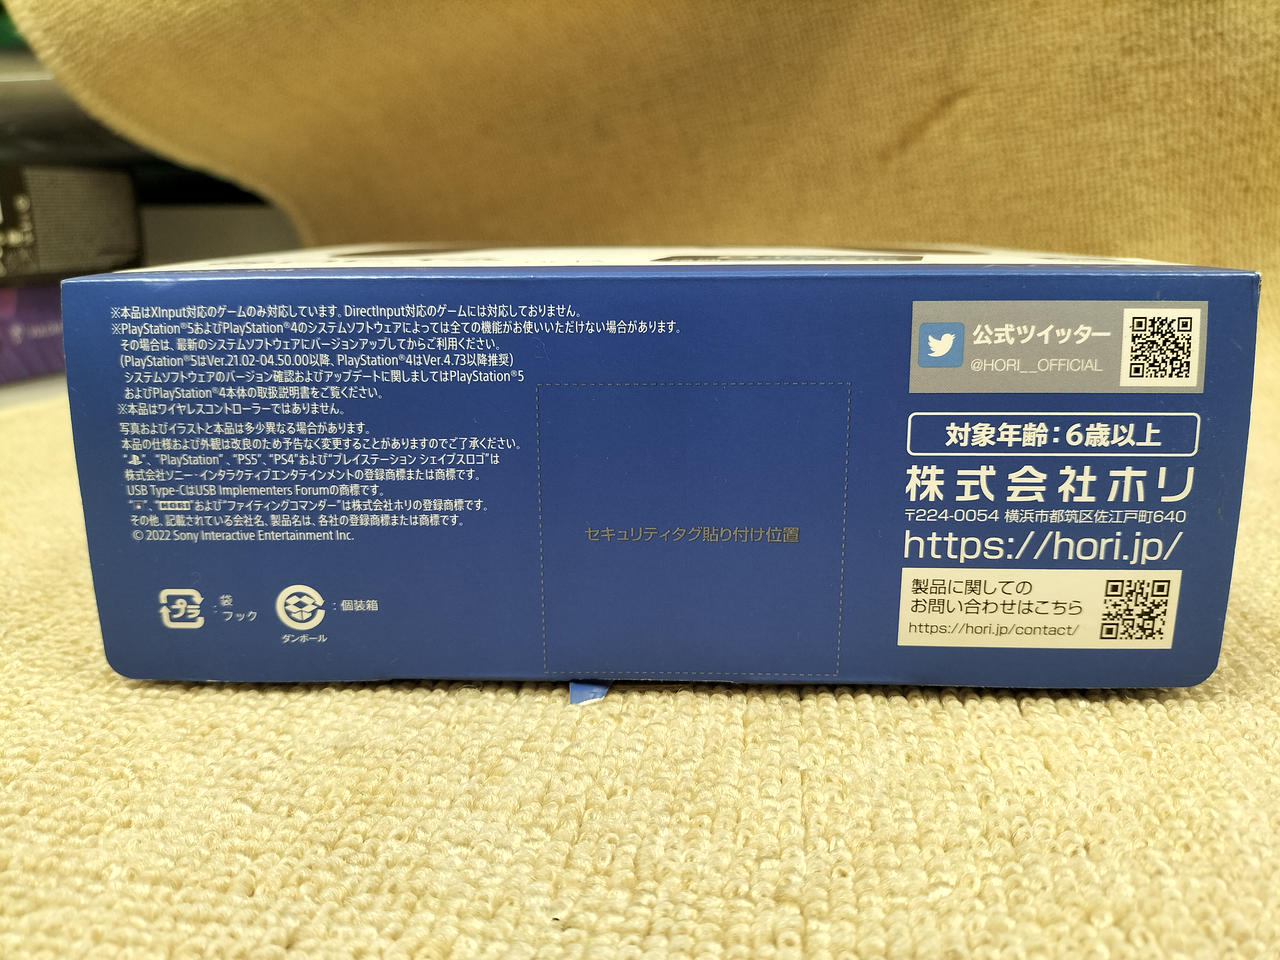 ※本品はXInput対応のゲームのみ対応しています。DirectInput対応のゲームには対応しておりません。
※PlayStation®5およびPlayStation®4のシステムソフトウェアによっては全ての機能がお使いいただけない場合があります。
その場合は、最新のシステムソフトウェアにバージョンアップしてからご利用ください。
(PlayStation®5はVer.21.02-04.50.00以降、PlayStation®4はVer.4.73以降推奨)
システムソフトウェアのバージョン確認およびアップデートに関しましてはPlayStation®5
およびPlayStation®4本体の取扱説明書をご覧ください。
※本品はワイヤレスコントローラーではありません。
写真およびイラストと本品は多少異なる場合があります。
本品の仕様および外観は改良のため予告なく変更することがありますのでご了承ください。
“ ”、“PlayStation”、“PS5”、“PS4”および“プレイステーション シェイプスロゴ”は
株式会社ソニー・インタラクティブエンタテインメントの登録商標または商標です。
USB Type-CはUSB Implementers Forumの商標です。
“ ”、“HORI”および“ファイティングコマンダー”は株式会社ホリの登録商標です。
その他、記載されている会社名、製品名は、各社の登録商標または商標です。
© 2022 Sony Interactive Entertainment Inc.
プラ
:袋
フック
:個装箱
ダンボール
セキュリティタグ貼り付け位置
公式ツイッター
@HORI__OFFICIAL
対象年齢:6歳以上
株式会社ホリ
〒224-0054 横浜市都筑区佐江戸町640
https://hori.jp/
製品に関しての
お問い合わせはこちら
https://hori.jp/contact/